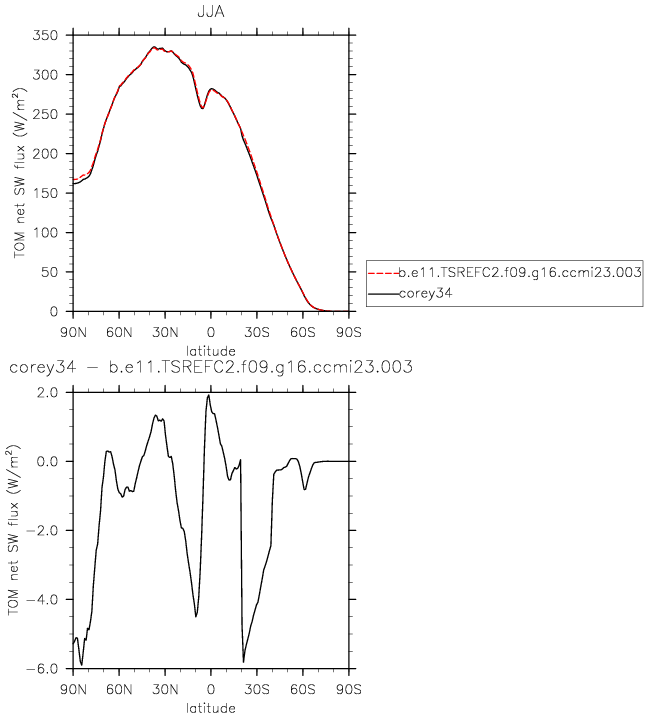 JJA
350
300
250
200
150
100
50
0
TOM net SW flux (W/m²)
90N 60N 30N 0 30S 60S 90S
latitude
b.e11.TSREFC2.f09.g16.ccmi23.003
corey34
corey34 − b.e11.TSREFC2.f09.g16.ccmi23.003
2.0
0.0
−2.0
−4.0
−6.0
TOM net SW flux (W/m²)
90N 60N 30N 0 30S 60S 90S
latitude